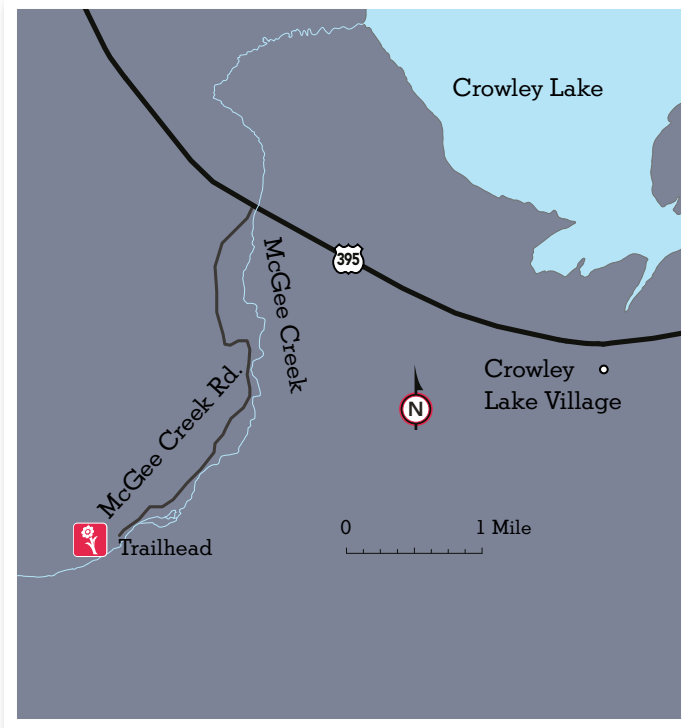 Crowley Lake
McGee Creek
395
Crowley
Lake Village
McGee Creek Rd.
N
0 1 Mile
Trailhead